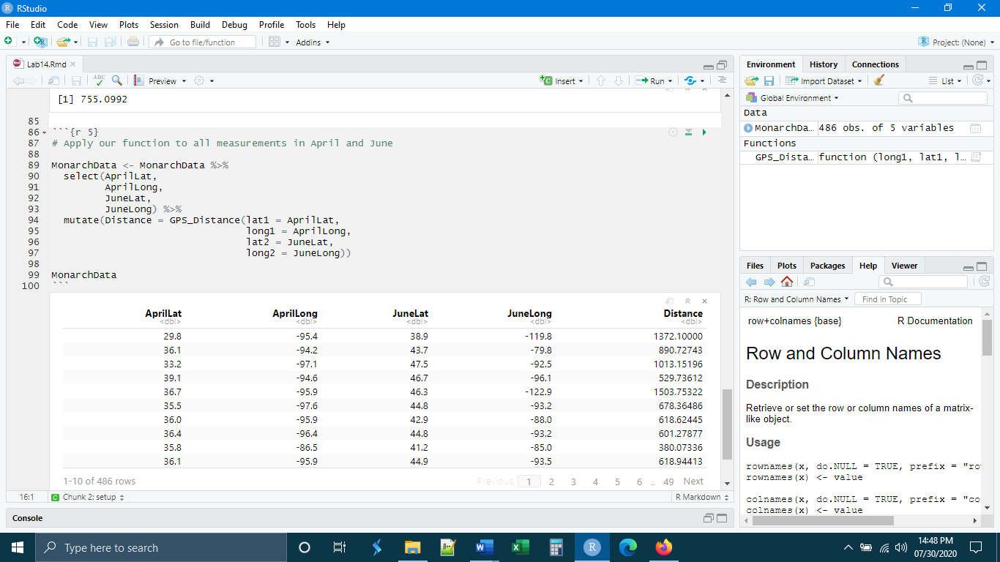 RStudio
File Edit Code View Plots Session Build Debug Profile Tools Help
Go to file/function Addins Project: (None)
Lab14.Rmd
ABC Preview Insert Run
[1] 755.0992
85
86 ```{r 5}
87 # Apply our function to all measurements in April and June
88
89 MonarchData <- MonarchData %>%
90 select(AprilLat,
91 AprilLong,
92 JuneLat,
93 JuneLong) %>%
94 mutate(Distance = GPS_Distance(lat1 = AprilLat,
95 long1 = AprilLong,
96 lat2 = JuneLat,
97 long2 = JuneLong))
98
99 MonarchData
100 ```
AprilLat AprilLong JuneLat JuneLong Distance
<dbl> <dbl> <dbl> <dbl> <dbl>
29.8 -95.4 38.9 -119.8 1372.10000
36.1 -94.2 43.7 -79.8 890.72743
33.2 -97.1 47.5 -92.5 1013.15196
39.1 -94.6 46.7 -96.1 529.73612
36.7 -95.9 46.3 -122.9 1503.75322
35.5 -97.6 44.8 -93.2 678.36486
36.0 -95.9 42.9 -88.0 618.62445
36.4 -96.4 44.8 -93.2 601.27877
35.8 -86.5 41.2 -85.0 380.07336
36.1 -95.9 44.9 -93.5 618.94413
1-10 of 486 rows Previous 1 2 3 4 5 6 ... 49 Next
16:1 Chunk 2: setup R Markdown
Console
Environment History Connections
Import Dataset List
Global Environment
Data
MonarchDa... 486 obs. of 5 variables
Functions
GPS_Dista... function (long1, lat1, l...
Files Plots Packages Help Viewer
R: Row and Column Names Find in Topic
row+colnames {base} R Documentation
Row and Column Names
Description
Retrieve or set the row or column names of a matrix-
like object.
Usage
rownames(x, do.NULL = TRUE, prefix = "ro
rownames(x) <- value
colnames(x, do.NULL = TRUE, prefix = "co
colnames(x) <- value
Type here to search
14:48 PM
07/30/2020